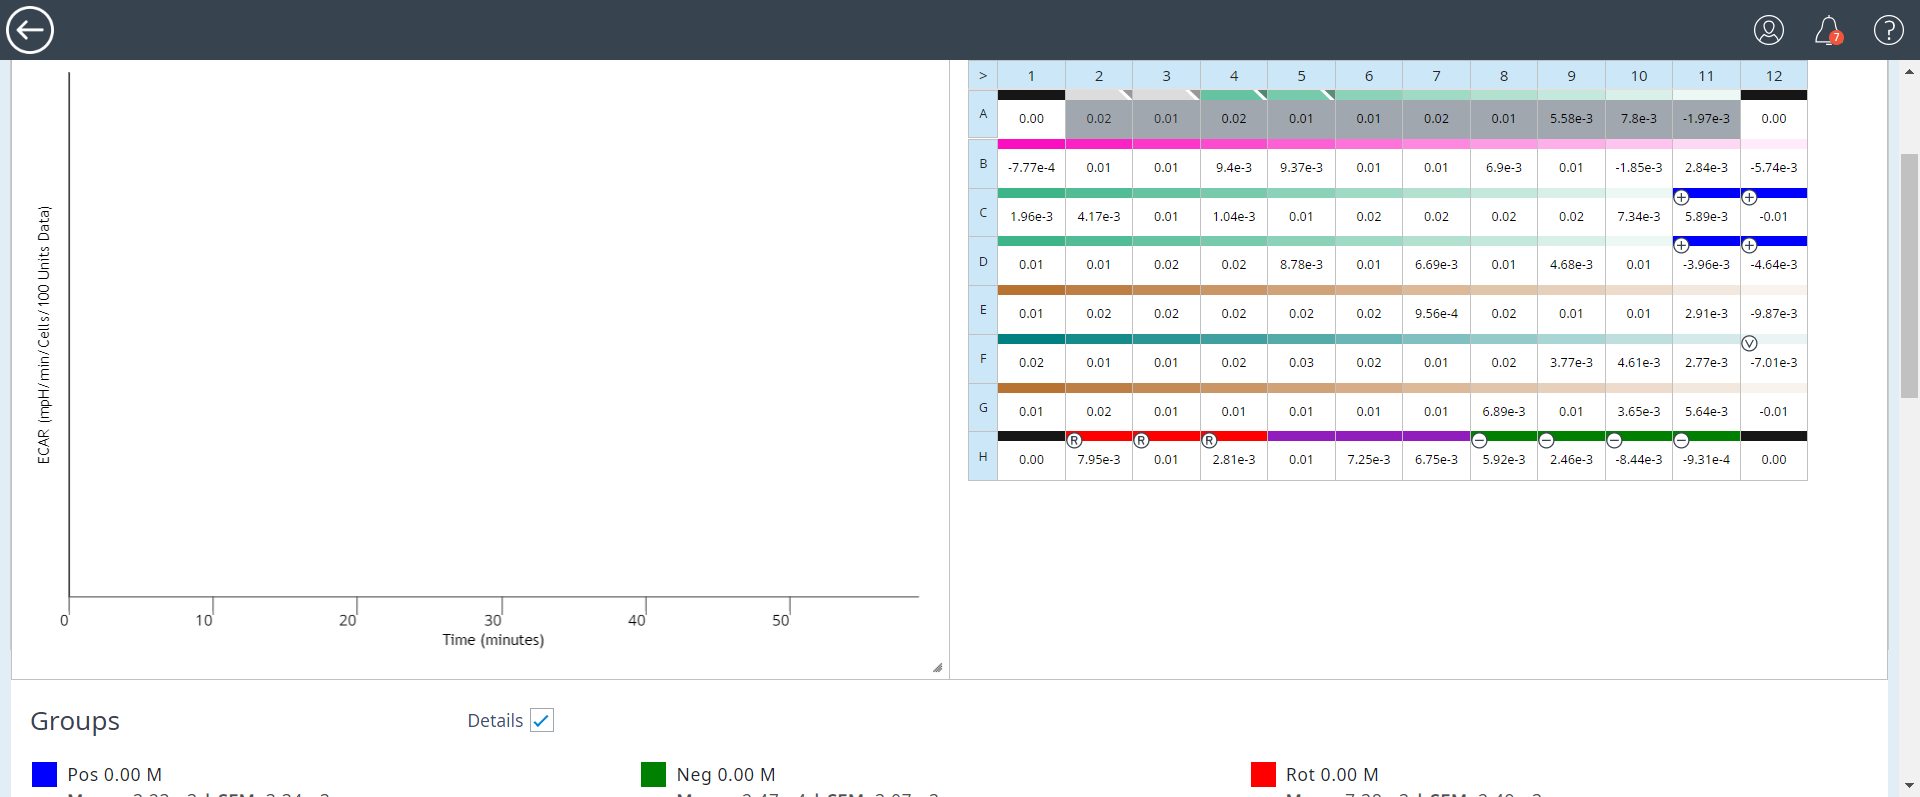 7 ?
> 1 2 3 4 5 6 7 8 9 10 11 12
A 0.00 0.02 0.01 0.02 0.01 0.01 0.02 0.01 5.58e-3 7.8e-3 -1.97e-3 0.00
B -7.77e-4 0.01 0.01 9.4e-3 9.37e-3 0.01 0.01 6.9e-3 0.01 -1.85e-3 2.84e-3 -5.74e-3
+ +
C 1.96e-3 4.17e-3 0.01 1.04e-3 0.01 0.02 0.02 0.02 0.02 7.34e-3 5.89e-3 -0.01
+ +
D 0.01 0.01 0.02 0.02 8.78e-3 0.01 6.69e-3 0.01 4.68e-3 0.01 -3.96e-3 -4.64e-3
E 0.01 0.02 0.02 0.02 0.02 0.02 9.56e-4 0.02 0.01 0.01 2.91e-3 -9.87e-3
V
F 0.02 0.01 0.01 0.02 0.03 0.02 0.01 0.02 3.77e-3 4.61e-3 2.77e-3 -7.01e-3
G 0.01 0.02 0.01 0.01 0.01 0.01 0.01 6.89e-3 0.01 3.65e-3 5.64e-3 -0.01
R R R − − − −
H 0.00 7.95e-3 0.01 2.81e-3 0.01 7.25e-3 6.75e-3 5.92e-3 2.46e-3 -8.44e-3 -9.31e-4 0.00
ECAR (mpH/min/Cells/100 Units Data)
0 10 20 30 40 50
Time (minutes)
Groups Details
Pos 0.00 M Neg 0.00 M Rot 0.00 M